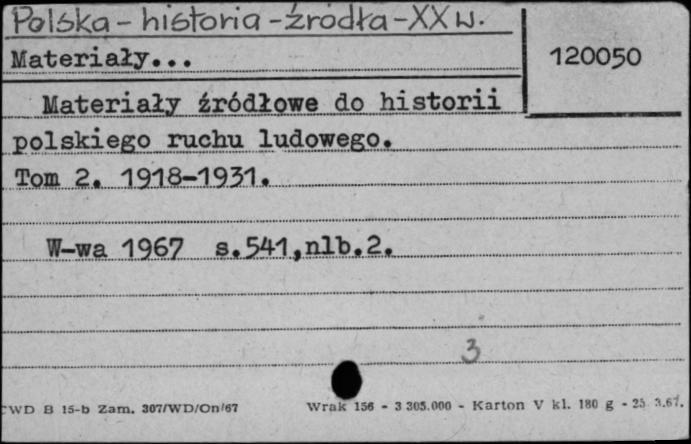 Polska - historia - źródła - XX w.
Materiały...
120050
Materiały źródłowe do historii
polskiego ruchu ludowego.
Tom 2. 1918-1931.
W-wa 1967 s.541,nlb.2.
3
CWD B 15-b Zam. 307/WD/On/67 Wrak 156 - 3 305.000 - Karton V kl. 180 g - 25 3.67.